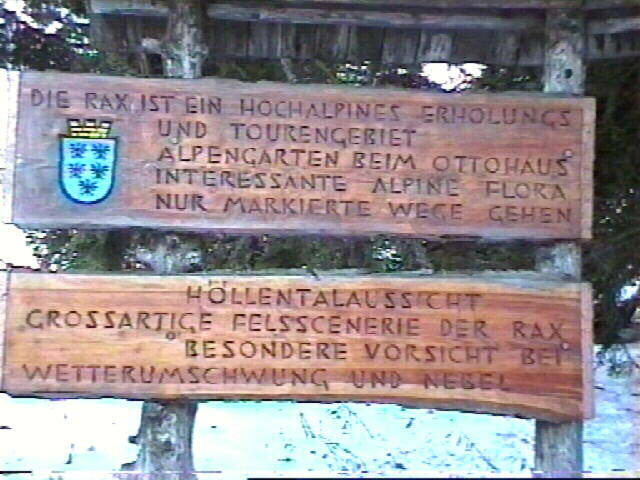 DIE RAX IST EIN HOCHALPINES ERHOLUNGS
UND TOURENGEBIET
ALPENGARTEN BEIM OTTOHAUS
INTERESSANTE ALPINE FLORA
NUR MARKIERTE WEGE GEHEN
HÖLLENTALAUSSICHT
GROSSARTIGE FELSSCENERIE DER RAX
BESONDERE VORSICHT BEI
WETTERUMSCHWUNG UND NEBEL